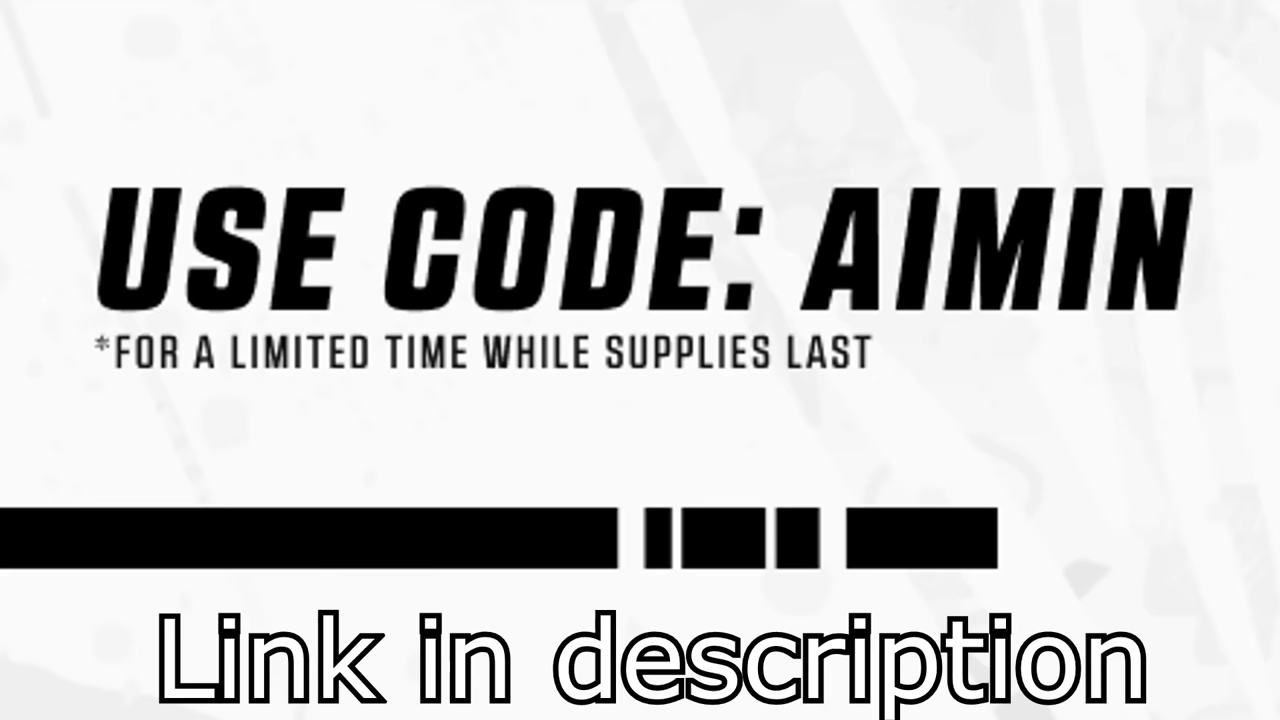 USE CODE: AIMIN
*FOR A LIMITED TIME WHILE SUPPLIES LAST
Link in description